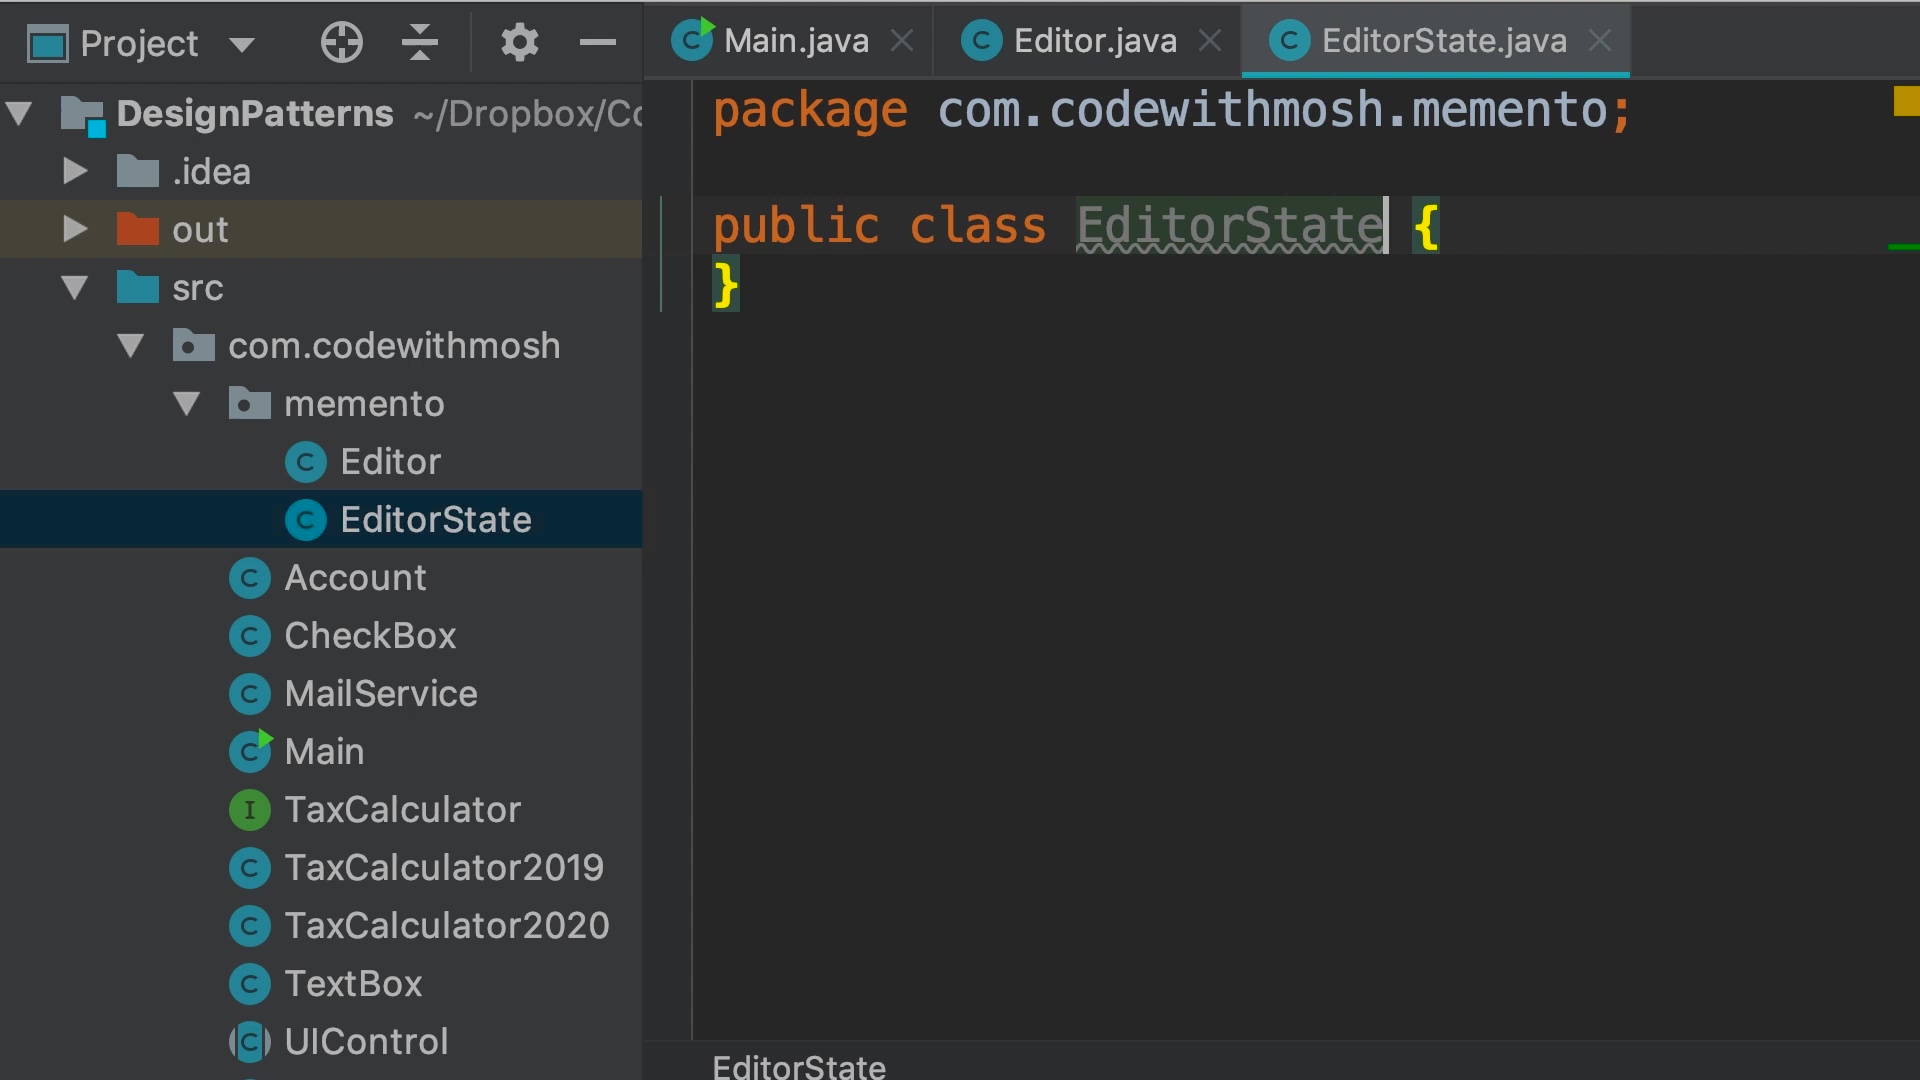 Project
Main.java
Editor.java
EditorState.java
DesignPatterns ~/Dropbox/Co
.idea
out
src
com.codewithmosh
memento
Editor
EditorState
Account
CheckBox
MailService
Main
TaxCalculator
TaxCalculator2019
TaxCalculator2020
TextBox
UIControl
package com.codewithmosh.memento;
public class EditorState {
}
EditorState